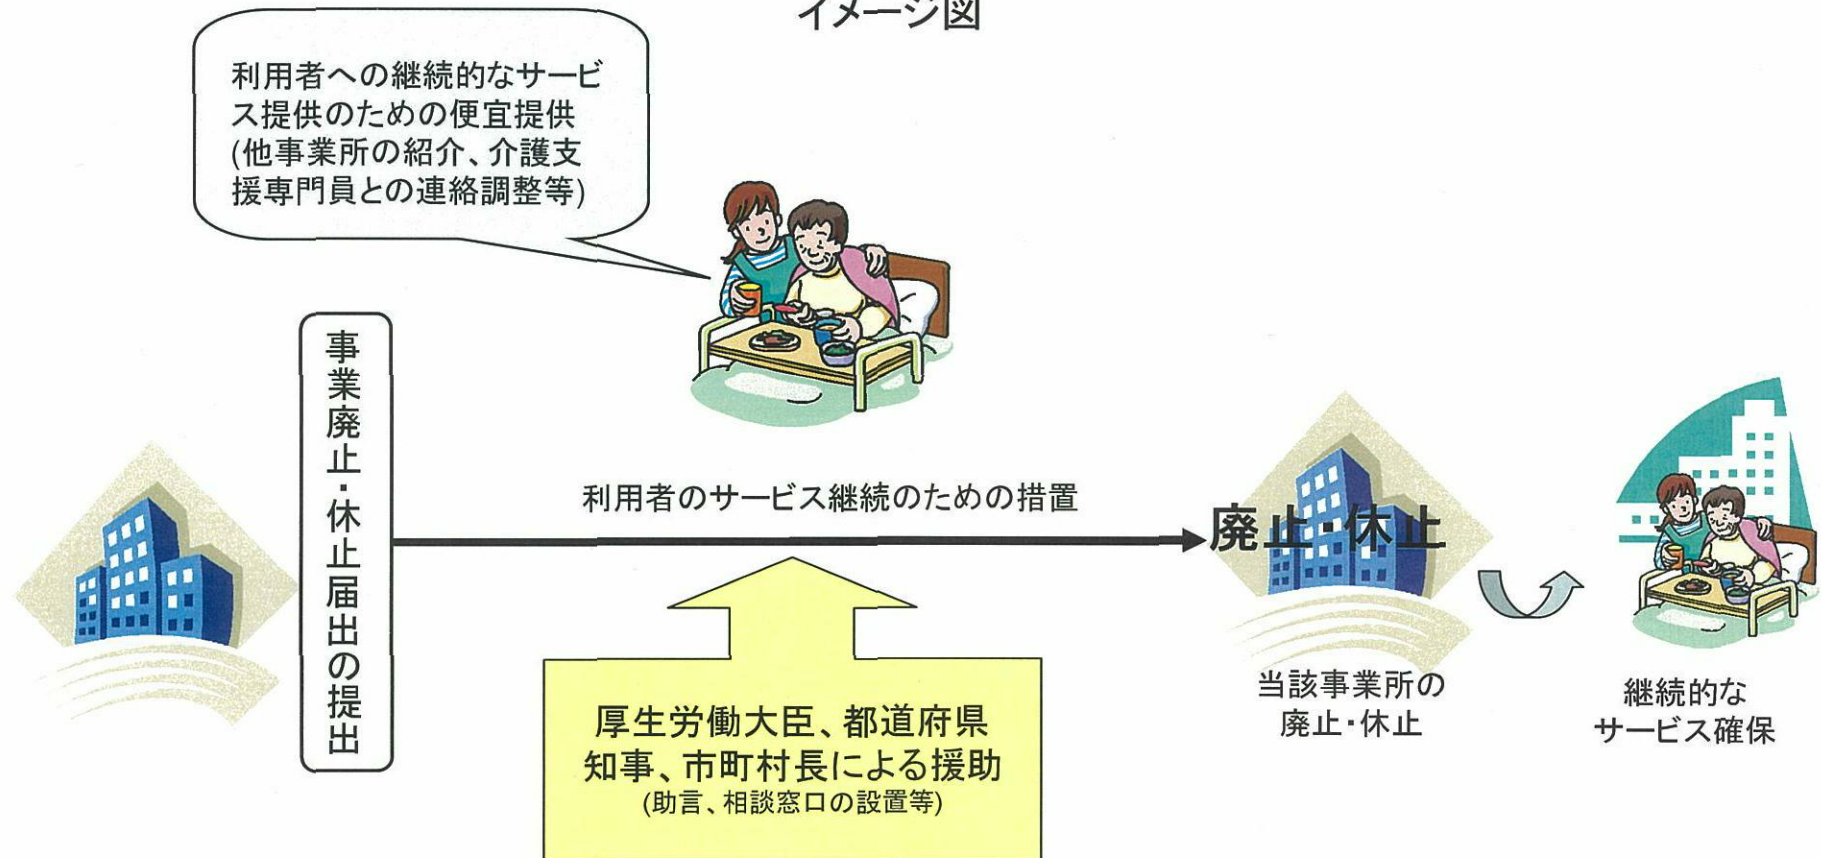 イメージ図
利用者への継続的なサービ
ス提供のための便宜提供
(他事業所の紹介、介護支
援専門員との連絡調整等)
事業廃止・休止届出の提出
利用者のサービス継続のための措置
廃止・休止
厚生労働大臣、都道府県
知事、市町村長による援助
(助言、相談窓口の設置等)
当該事業所の
廃止・休止
継続的な
サービス確保